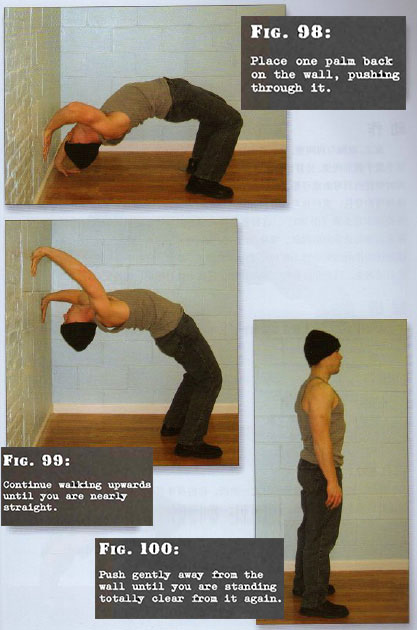 FIG. 98:
Place one palm back
on the wall, pushing
through it.
动 作
FIG. 99:
Continue walking upwards
until you are nearly
straight.
FIG. 100:
Push gently away from the
wall until you are standing
totally clear from it again.